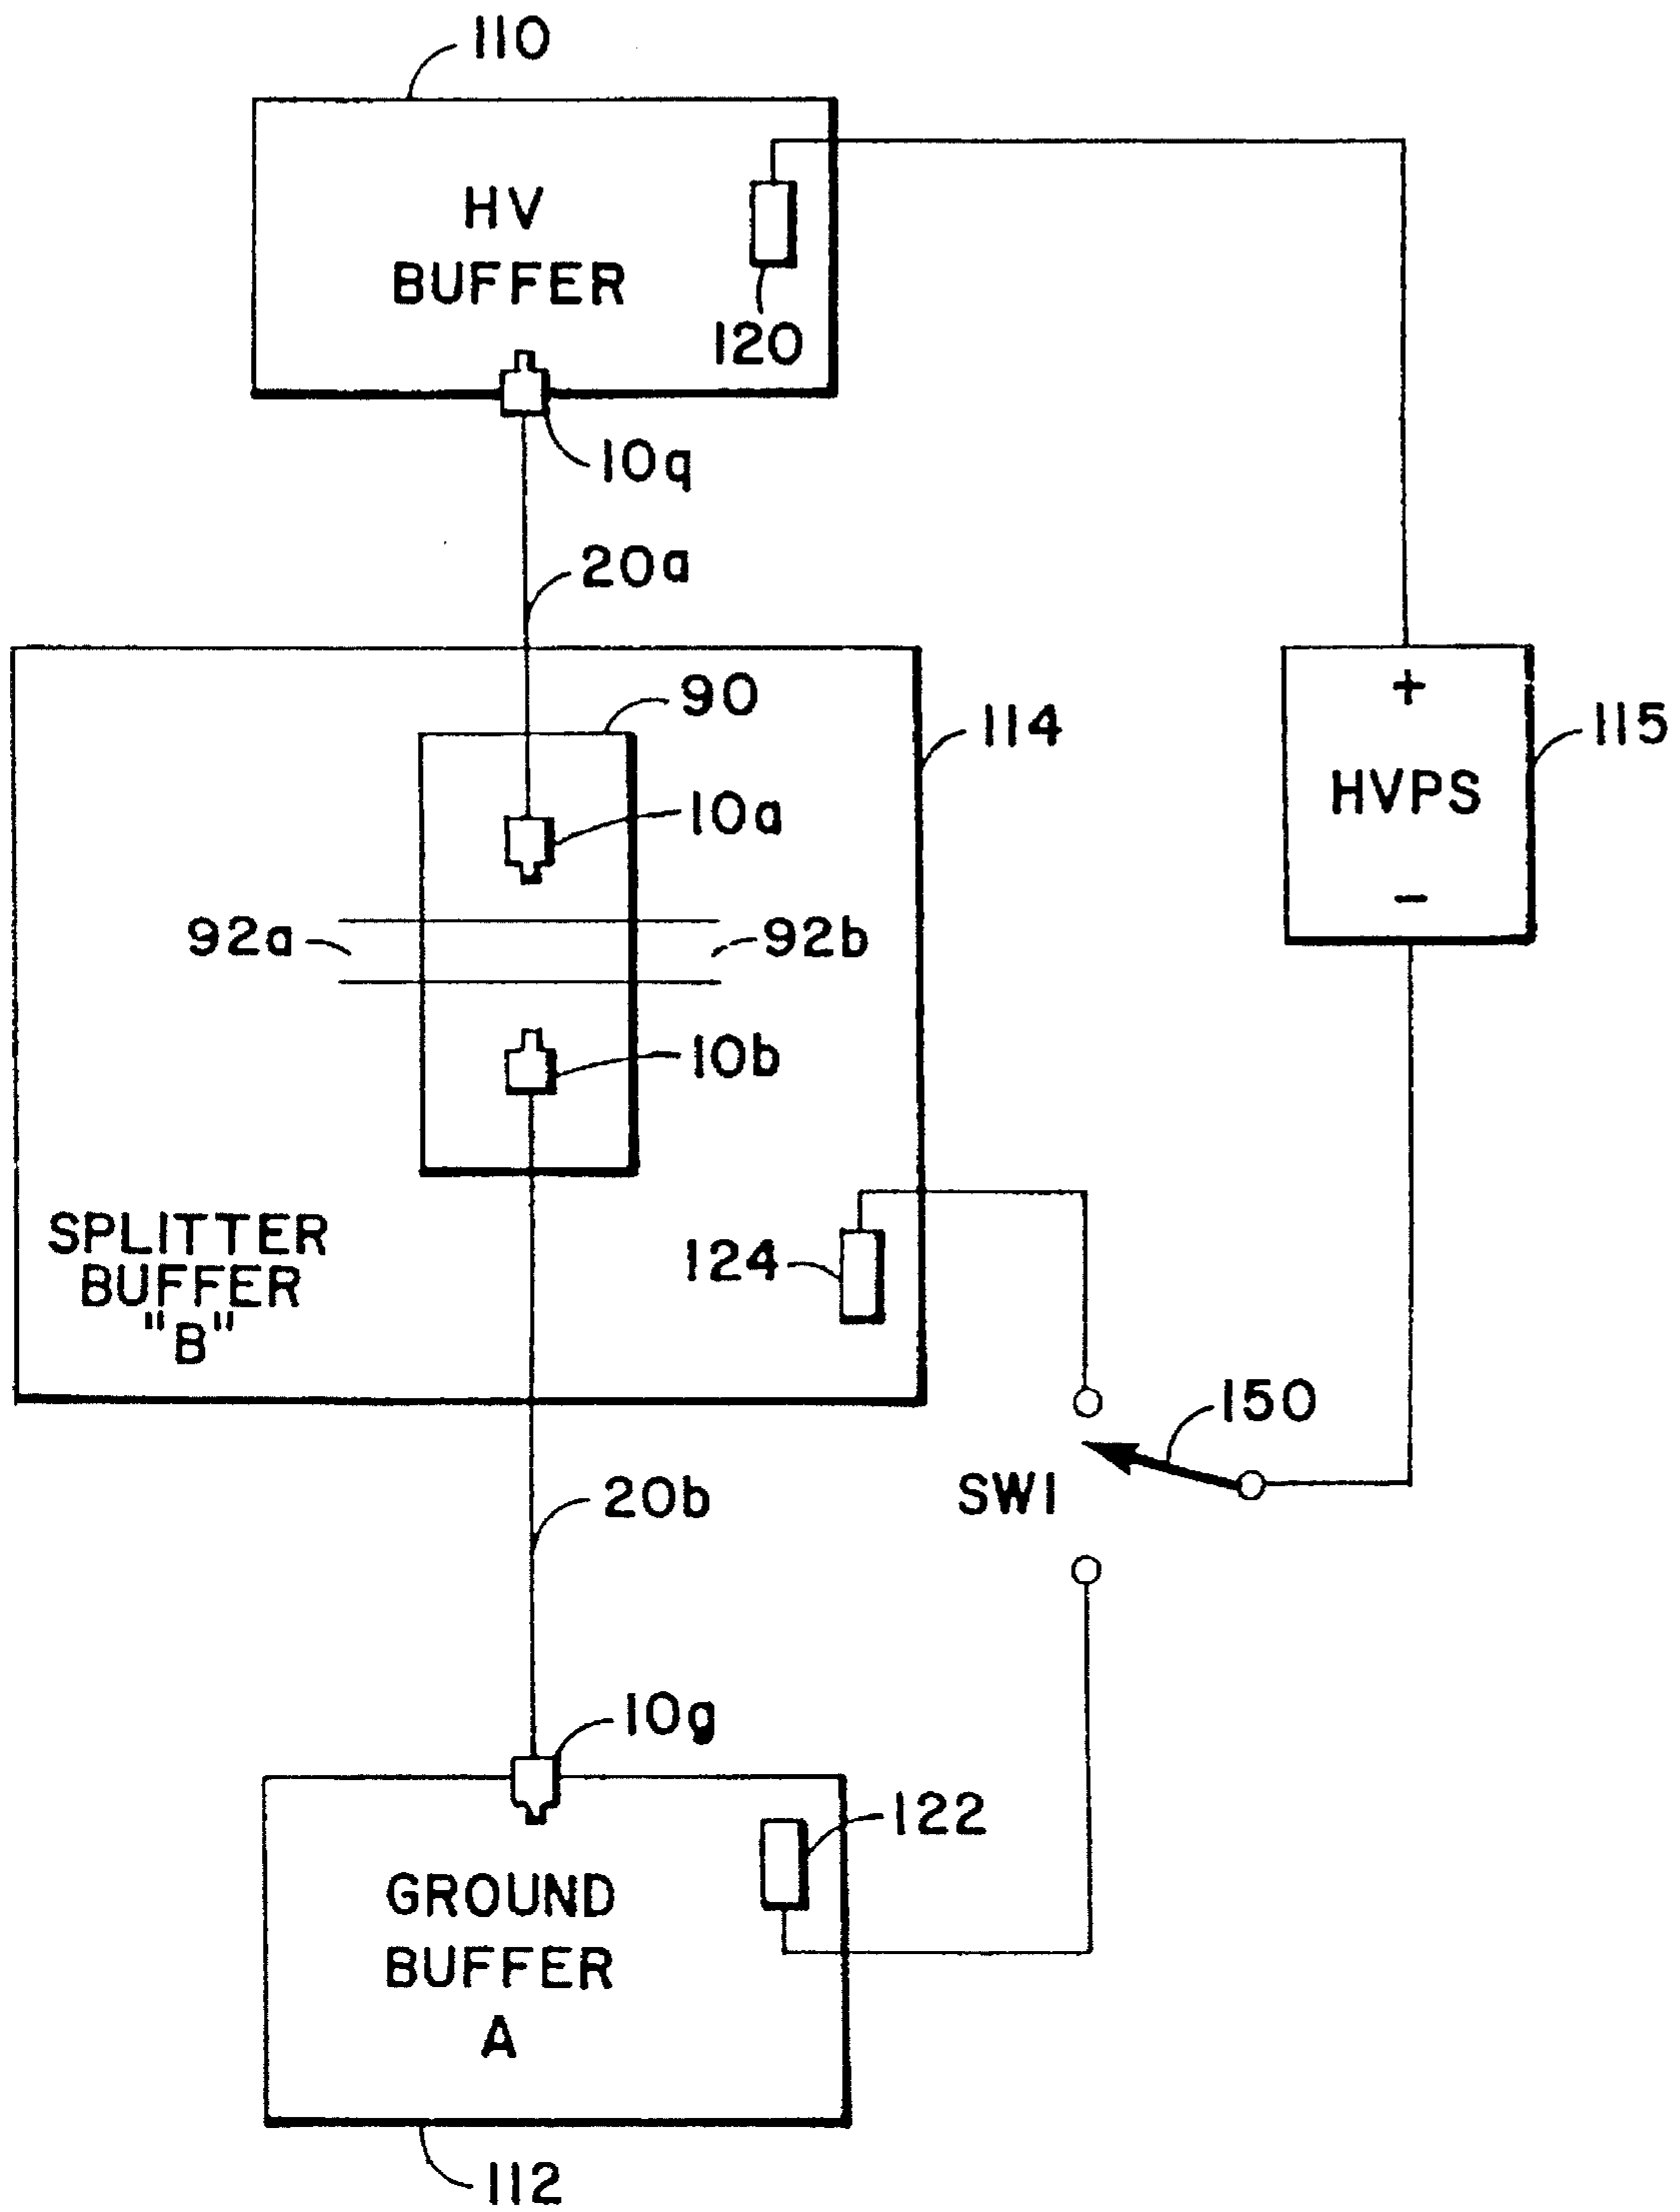 110
HV
BUFFER
120
10q
20a
90
114
115
+
HVPS
−
10a
92a
92b
10b
SPLITTER
BUFFER
"B"
124
150
SW1
20b
10g
122
GROUND
BUFFER
A
112